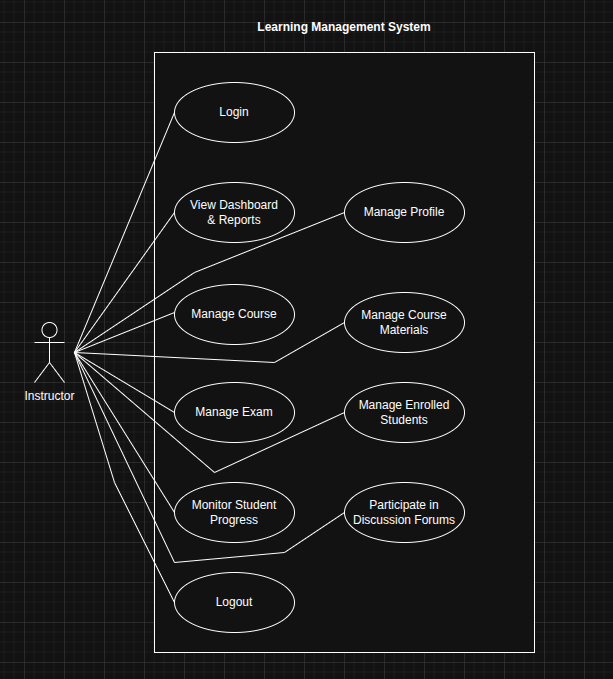 Learning Management System
Login
View Dashboard
& Reports
Manage Profile
Manage Course
Manage Course
Materials
Instructor
Manage Exam
Manage Enrolled
Students
Monitor Student
Progress
Participate in
Discussion Forums
Logout